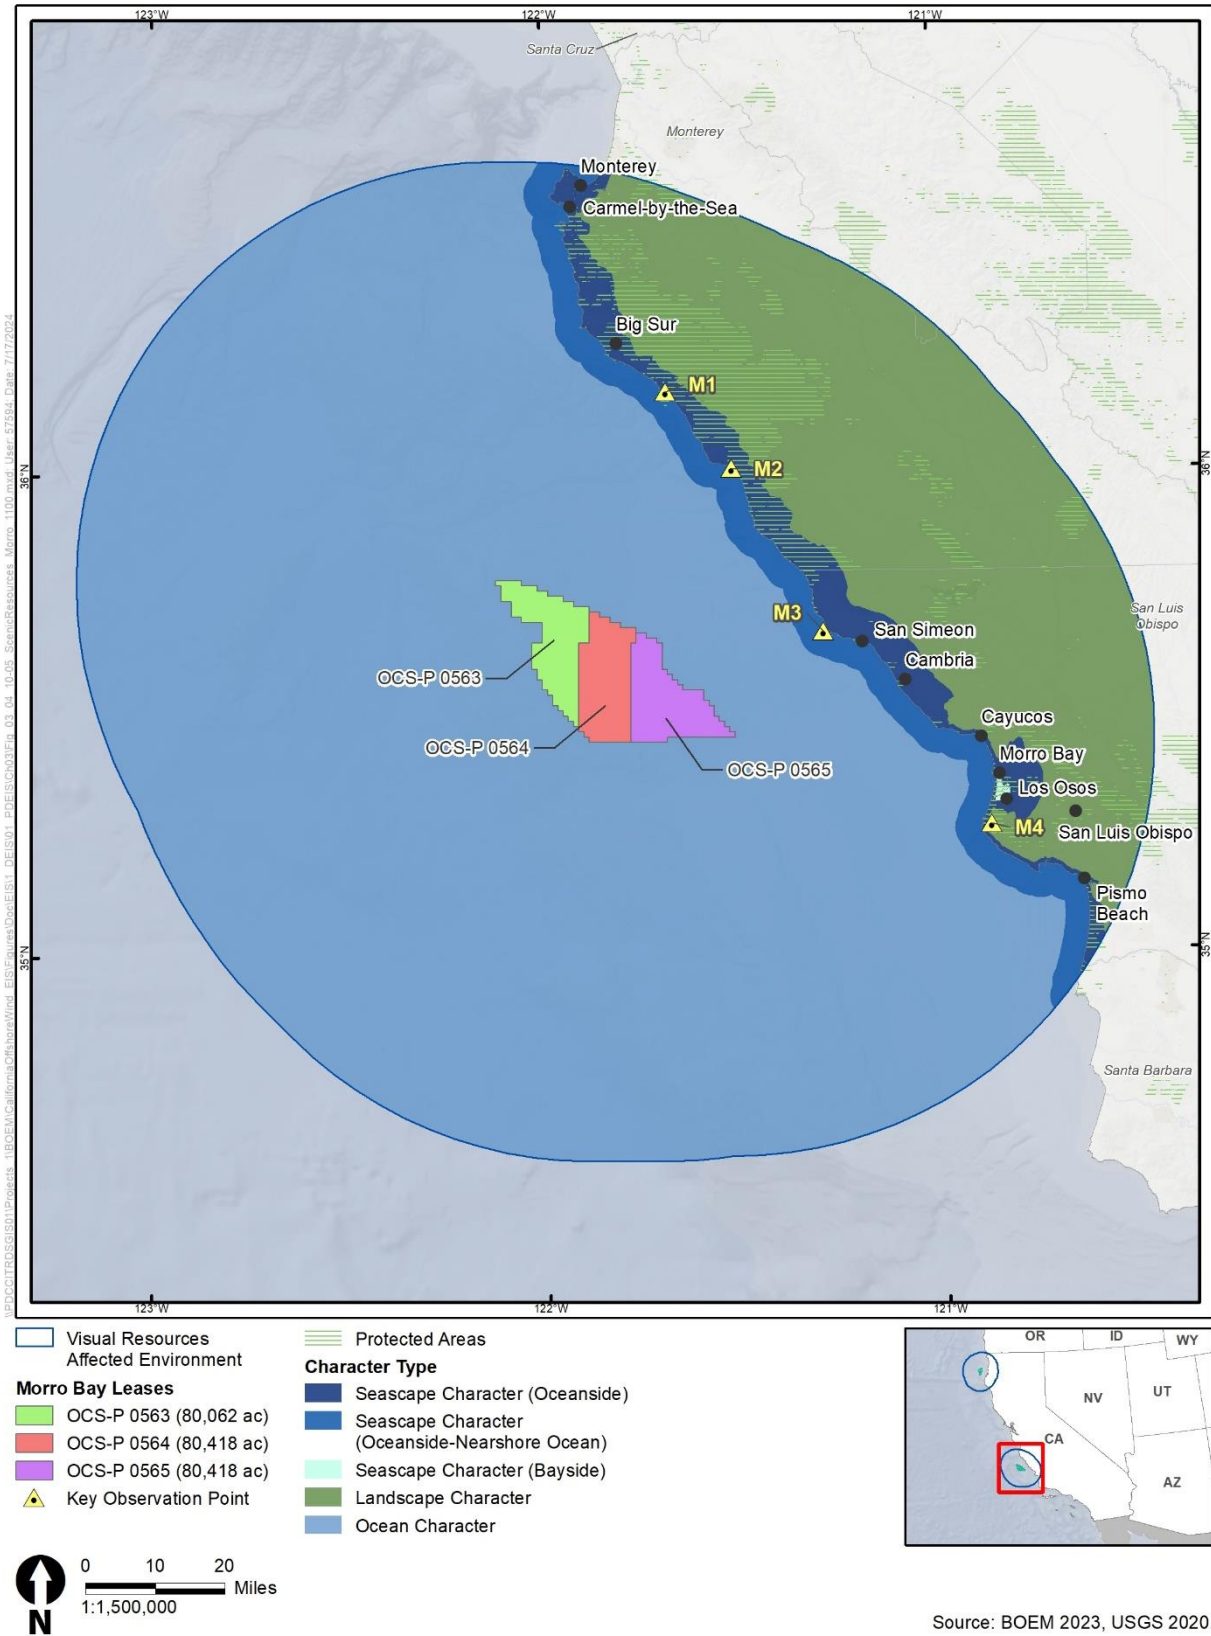 123°W
122°W
121°W
Santa Cruz
Monterey
Monterey
Carmel-by-the-Sea
Big Sur
M1
36°N
M2
36°N
M3
San Simeon
San Luis
Obispo
Cambria
OCS-P 0563
Cayucos
OCS-P 0564
Morro Bay
OCS-P 0565
Los Osos
M4
San Luis Obispo
Pismo
Beach
35°N
35°N
Santa Barbara
123°W
122°W
121°W
Visual Resources
Affected Environment
Morro Bay Leases
OCS-P 0563 (80,062 ac)
OCS-P 0564 (80,418 ac)
OCS-P 0565 (80,418 ac)
Key Observation Point
Protected Areas
Character Type
Seascape Character (Oceanside)
Seascape Character
(Oceanside-Nearshore Ocean)
Seascape Character (Bayside)
Landscape Character
Ocean Character
OR
ID
WY
NV
UT
CA
AZ
0 10 20
Miles
1:1,500,000
N
Source: BOEM 2023, USGS 2020